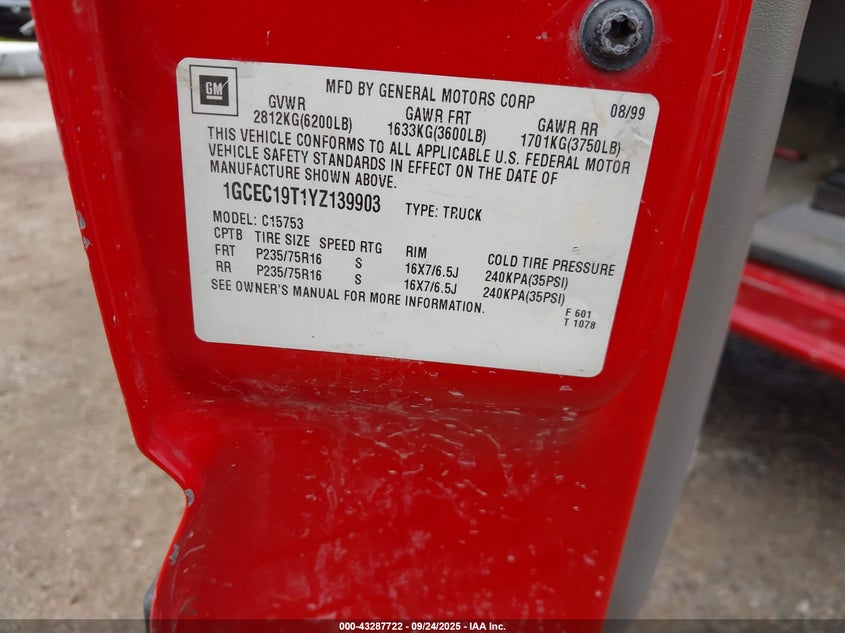 GM
MFD BY GENERAL MOTORS CORP 08/99
GVWR GAWR FRT GAWR RR
2812KG(6200LB) 1633KG(3600LB) 1701KG(3750LB)
THIS VEHICLE CONFORMS TO ALL APPLICABLE U.S. FEDERAL MOTOR
VEHICLE SAFETY STANDARDS IN EFFECT ON THE DATE OF
MANUFACTURE SHOWN ABOVE.
1GCEC19T1YZ139903 TYPE: TRUCK
MODEL: C15753
CPTB TIRE SIZE SPEED RTG RIM COLD TIRE PRESSURE
FRT P235/75R16 S 16X7/6.5J 240KPA(35PSI)
RR P235/75R16 S 16X7/6.5J 240KPA(35PSI)
SEE OWNER'S MANUAL FOR MORE INFORMATION.
F 601
T 1078
000-43287722 - 09/24/2025 - IAA Inc.